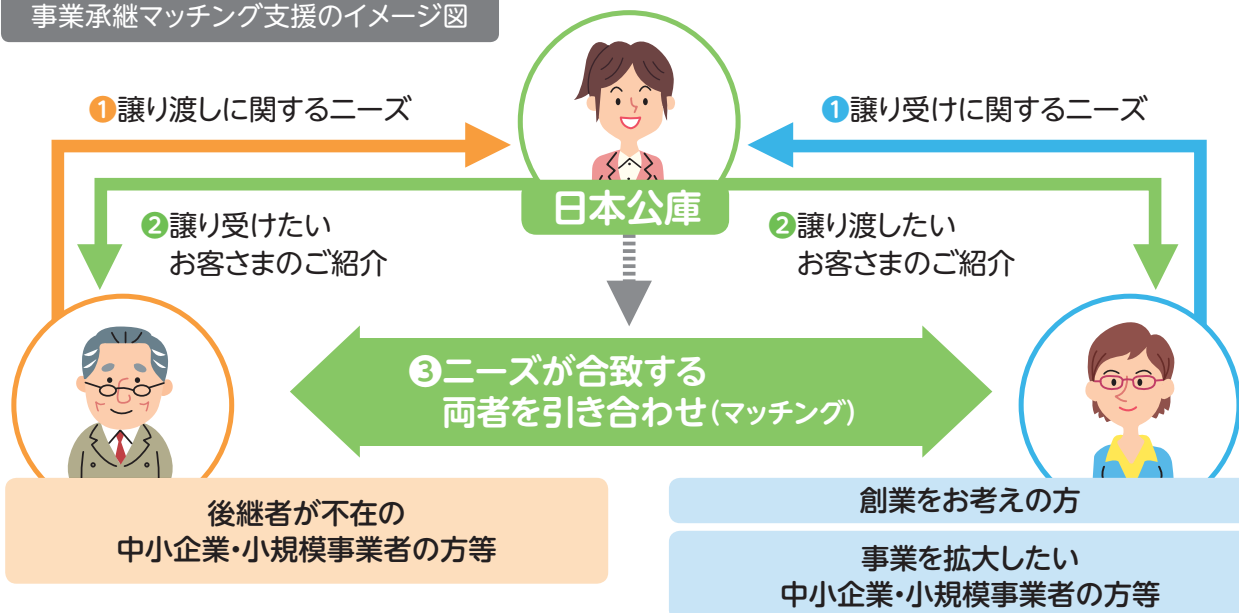 事業承継マッチング支援のイメージ図
❶譲り渡しに関するニーズ
❶譲り受けに関するニーズ
日本公庫
❷譲り受けたい
お客さまのご紹介
❷譲り渡したい
お客さまのご紹介
❸ニーズが合致する
両者を引き合わせ(マッチング)
後継者が不在の
中小企業・小規模事業者の方等
創業をお考えの方
事業を拡大したい
中小企業・小規模事業者の方等